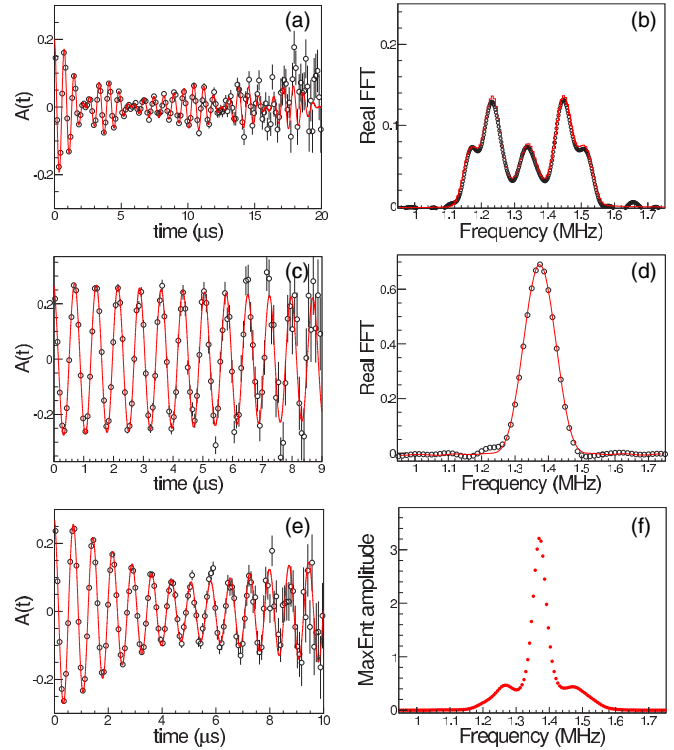 (a)
A(t)
0.2
0
-0.2
0 5 10 15 20
time (μs)
(b)
Real FFT
0.2
0.1
0
1 1.1 1.2 1.3 1.4 1.5 1.6 1.7
Frequency (MHz)
(c)
A(t)
0.2
0
-0.2
0 1 2 3 4 5 6 7 8 9
time (μs)
(d)
Real FFT
0.6
0.4
0.2
0
1 1.1 1.2 1.3 1.4 1.5 1.6 1.7
Frequency (MHz)
(e)
A(t)
0.2
0
-0.2
0 2 4 6 8 10
time (μs)
(f)
MaxEnt amplitude
3
2
1
0
1 1.1 1.2 1.3 1.4 1.5 1.6 1.7
Frequency (MHz)